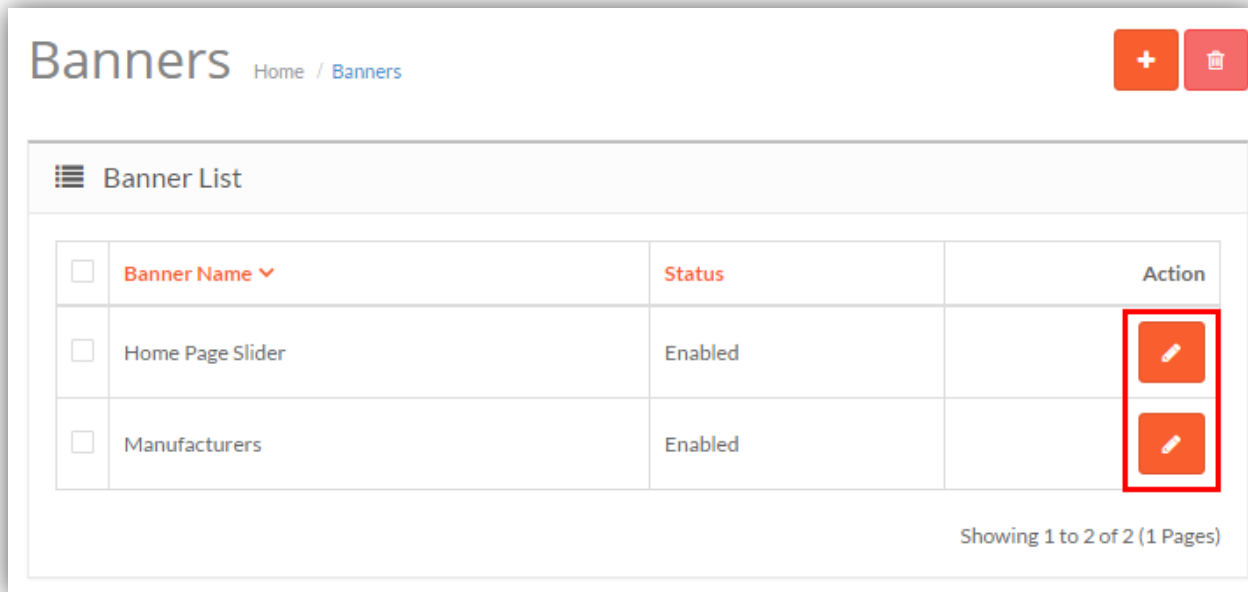 Banners Home / Banners
Banner List
Banner Name Status Action
Home Page Slider Enabled
Manufacturers Enabled
Showing 1 to 2 of 2 (1 Pages)